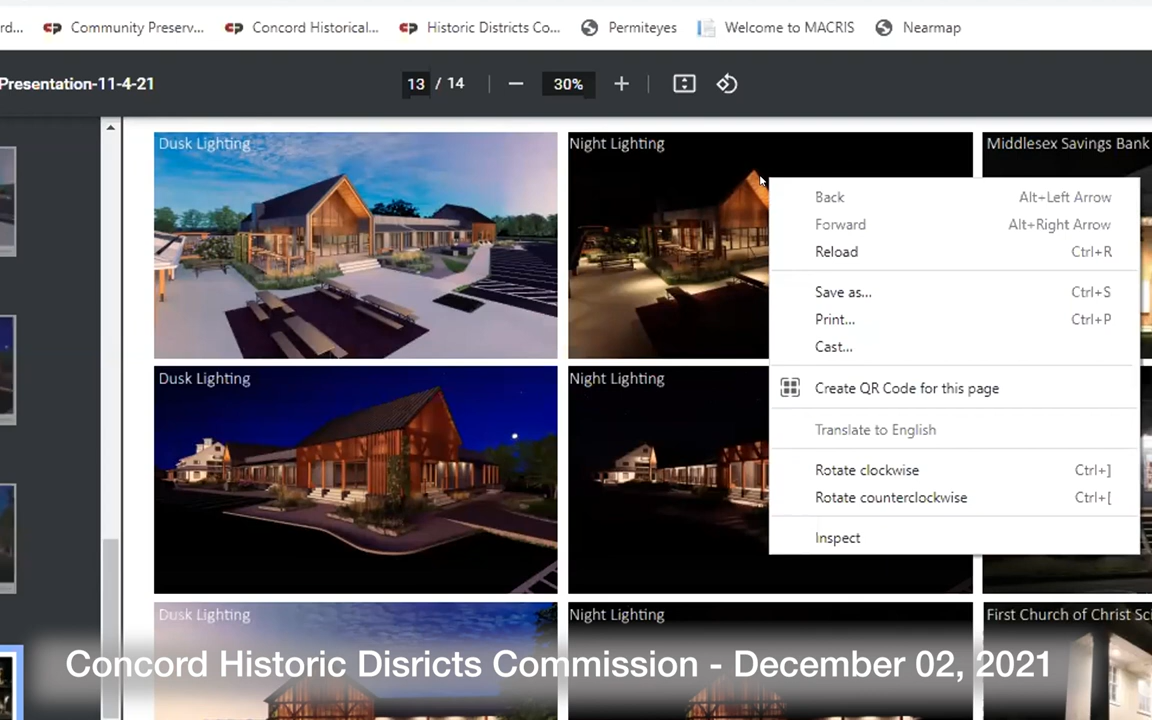 rd...
Community Preserv...
Concord Historical...
Historic Districts Co...
Permiteyes
Welcome to MACRIS
Nearmap
Presentation-11-4-21
13 / 14
30%
Dusk Lighting
Night Lighting
Middlesex Savings Bank
Back Alt+Left Arrow
Forward Alt+Right Arrow
Reload Ctrl+R
Save as... Ctrl+S
Print... Ctrl+P
Cast...
Create QR Code for this page
Translate to English
Rotate clockwise Ctrl+]
Rotate counterclockwise Ctrl+[
Inspect
Dusk Lighting
Night Lighting
Dusk Lighting
Night Lighting
First Church of Christ Sci
Concord Historic Disricts Commission - December 02, 2021